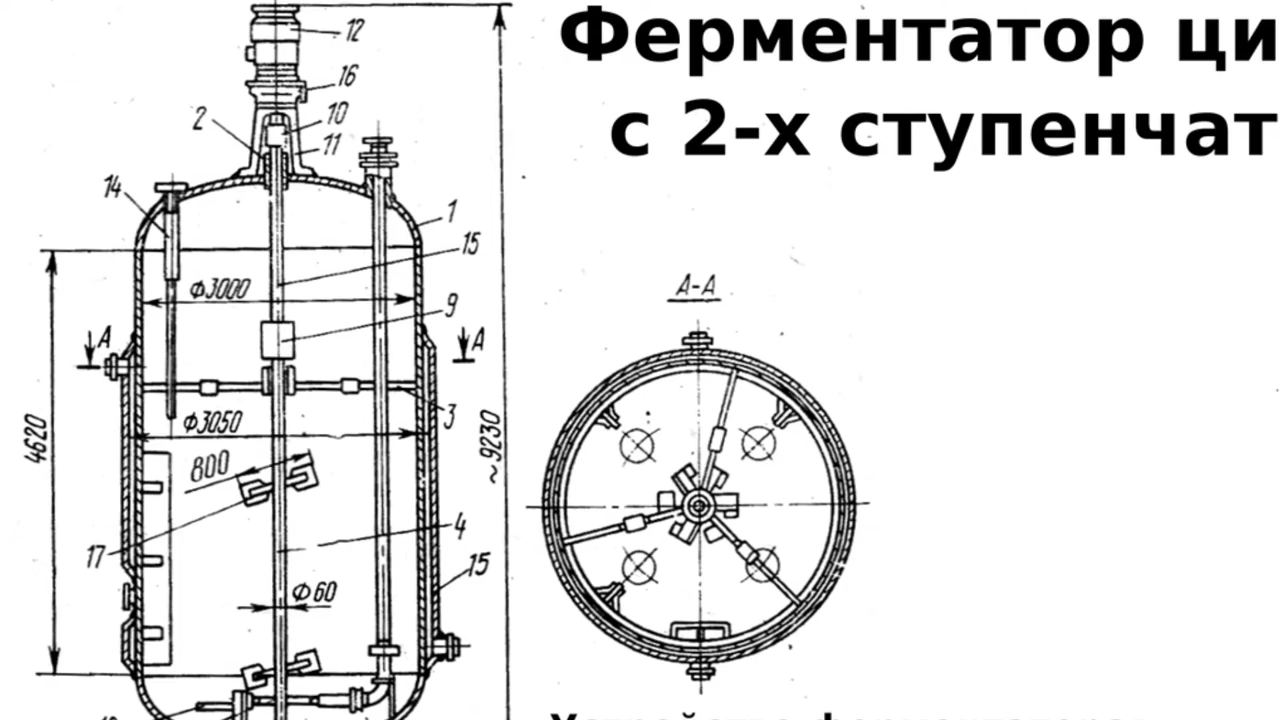 Ферментатор ци
с 2-х ступенчат
12
16
10
2
11
14
1
15
Ф3000
9
А
А
А-А
3
Ф3050
4620
~9230
800
4
17
15
Ф60